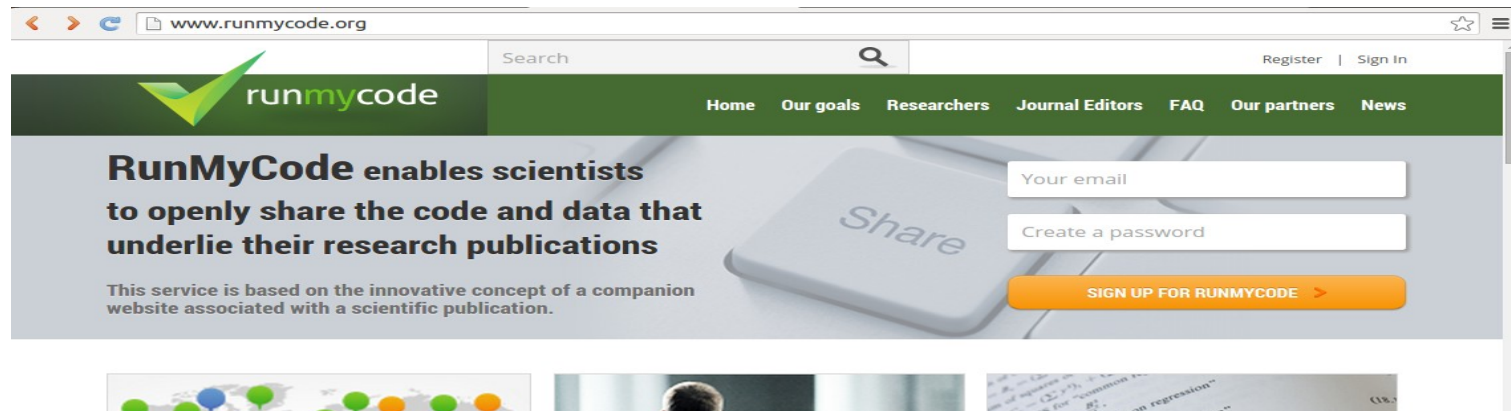 www.runmycode.org
Search
Register | Sign In
runmycode
Home Our goals Researchers Journal Editors FAQ Our partners News
RunMyCode enables scientists
to openly share the code and data that
underlie their research publications
This service is based on the innovative concept of a companion
website associated with a scientific publication.
Share
Your email
Create a password
SIGN UP FOR RUNMYCODE >
regression"